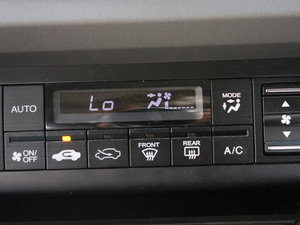 AUTO
Lo
MODE
ON/
OFF
FRONT
REAR
A/C